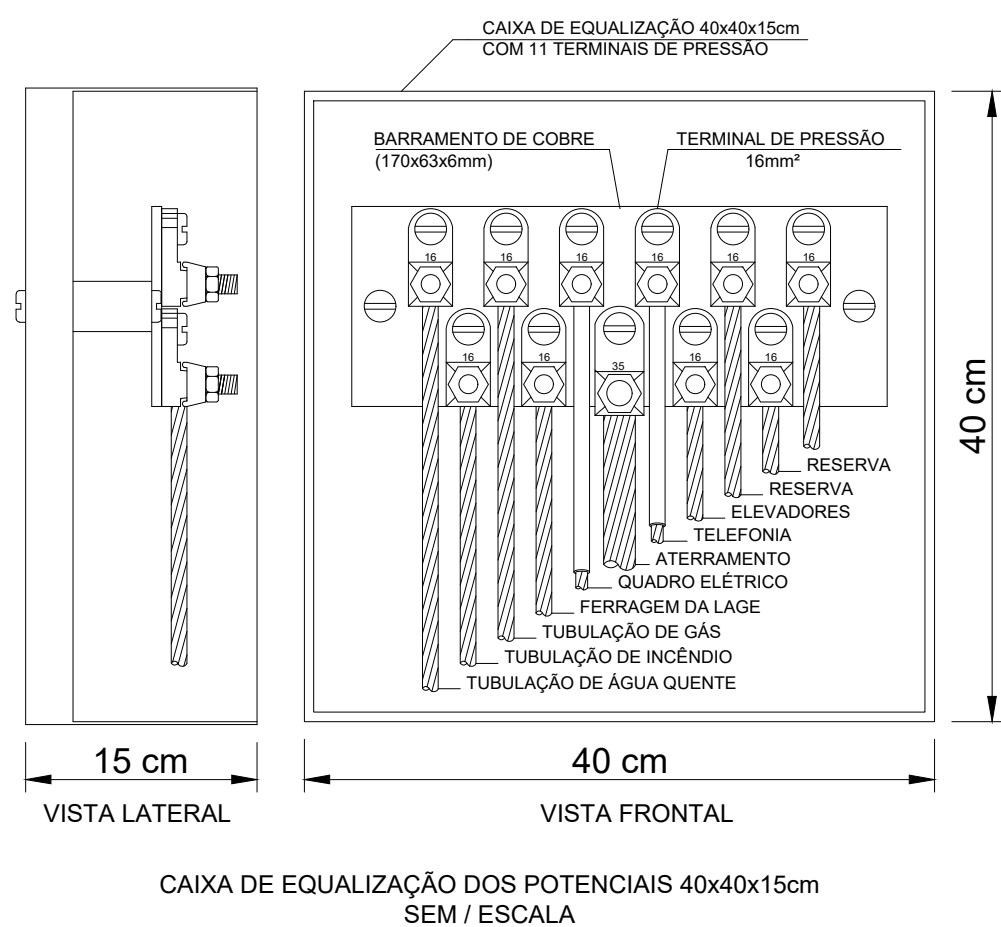 CAIXA DE EQUALIZAÇÃO 40x40x15cm
COM 11 TERMINAIS DE PRESSÃO
BARRAMENTO DE COBRE
(170x63x6mm)
TERMINAL DE PRESSÃO
16mm²
16 16 16 16 16 16
16 16 35 16 16
RESERVA
RESERVA
ELEVADORES
TELEFONIA
ATERRAMENTO
QUADRO ELÉTRICO
FERRAGEM DA LAGE
TUBULAÇÃO DE GÁS
TUBULAÇÃO DE INCÊNDIO
TUBULAÇÃO DE ÁGUA QUENTE
40 cm
15 cm
40 cm
VISTA LATERAL
VISTA FRONTAL
CAIXA DE EQUALIZAÇÃO DOS POTENCIAIS 40x40x15cm
SEM / ESCALA